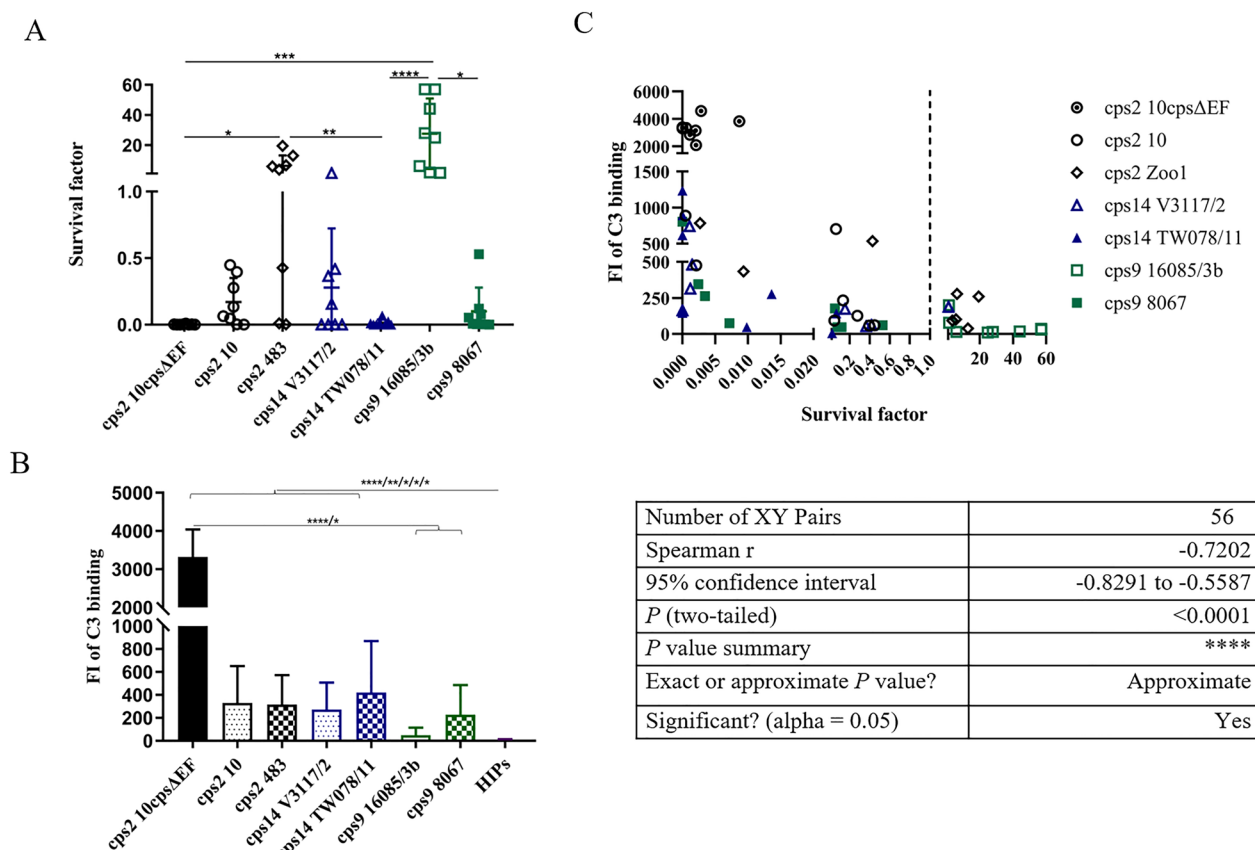 A
***
****
*
*
**
Survival factor
60
40
20
1.0
0.5
0.0
cps2 10cpsΔEF
cps2 10
cps2 483
cps14 V3117/2
cps14 TW078/11
cps9 16085/3b
cps9 8067
B
****/**/*/*/*
****/*
FI of C3 binding
5000
4000
3000
2000
1000
800
600
400
200
0
cps2 10cpsΔEF
cps2 10
cps2 483
cps14 V3117/2
cps14 TW078/11
cps9 16085/3b
cps9 8067
HIPs
C
FI of C3 binding
6000
4000
2000
1500
1000
500
500
250
0
0.000
0.005
0.010
0.015
0.020
0.2
0.4
0.6
0.8
1.0
20
40
60
Survival factor
cps2 10cpsΔEF
cps2 10
cps2 Zoo1
cps14 V3117/2
cps14 TW078/11
cps9 16085/3b
cps9 8067
Number of XY Pairs 56
Spearman r -0.7202
95% confidence interval -0.8291 to -0.5587
P (two-tailed) <0.0001
P value summary ****
Exact or approximate P value? Approximate
Significant? (alpha = 0.05) Yes